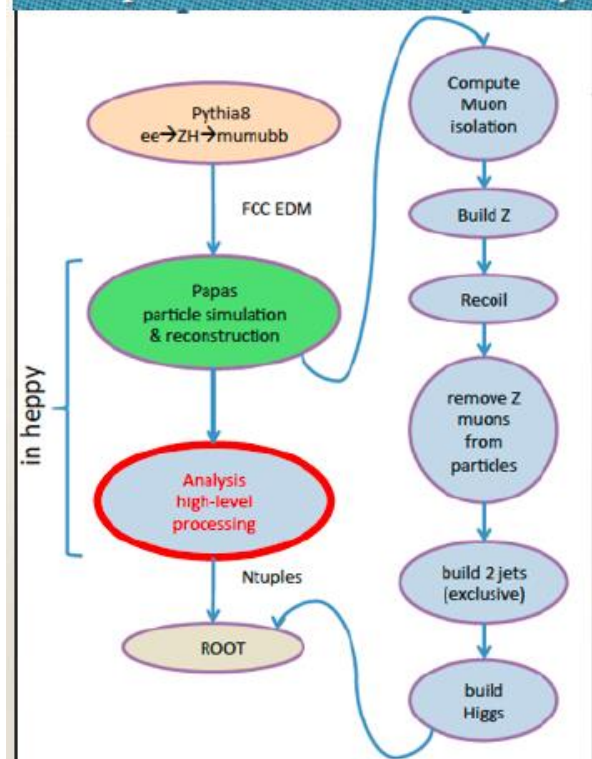 Pythia8
ee→ZH→mumubb
FCC EDM
Papas
particle simulation
& reconstruction
in heppy
Analysis
high-level
processing
Ntuples
ROOT
Compute
Muon
isolation
Build Z
Recoil
remove Z
muons
from
particles
build 2 jets
(exclusive)
build
Higgs